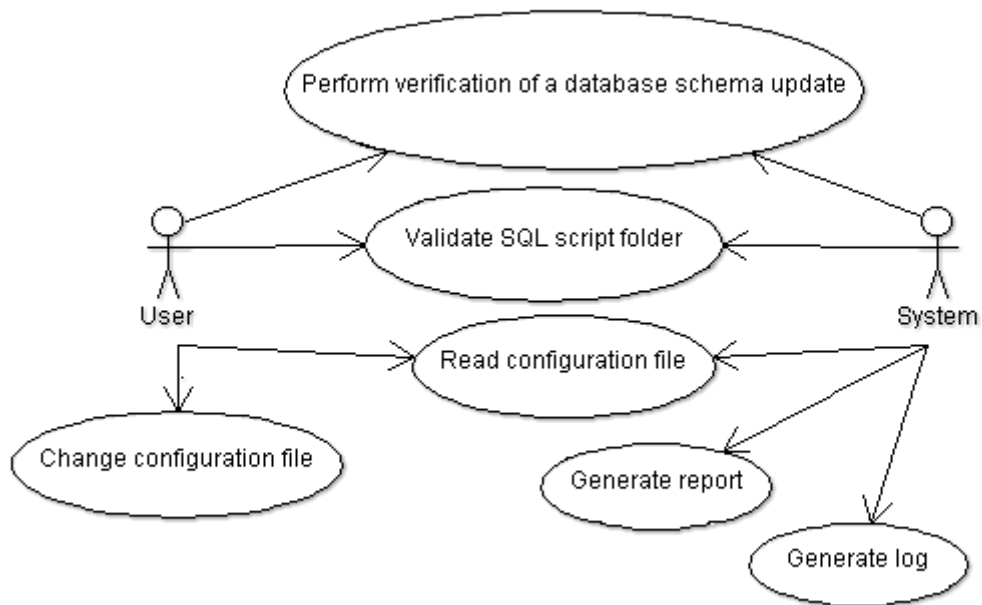 Perform verification of a database schema update
Validate SQL script folder
User
System
Read configuration file
Change configuration file
Generate report
Generate log